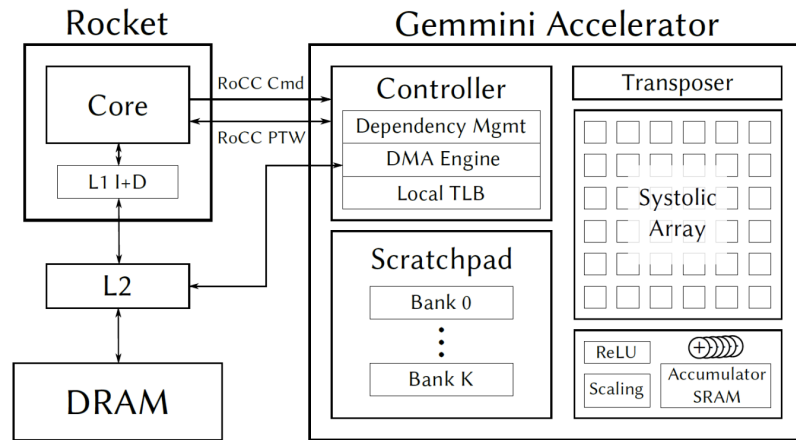 Rocket
Gemmini Accelerator
Core
L1 I+D
L2
DRAM
RoCC Cmd
RoCC PTW
Controller
Dependency Mgmt
DMA Engine
Local TLB
Scratchpad
Bank 0
Bank K
Transposer
Systolic
Array
ReLU
Scaling
+
Accumulator
SRAM